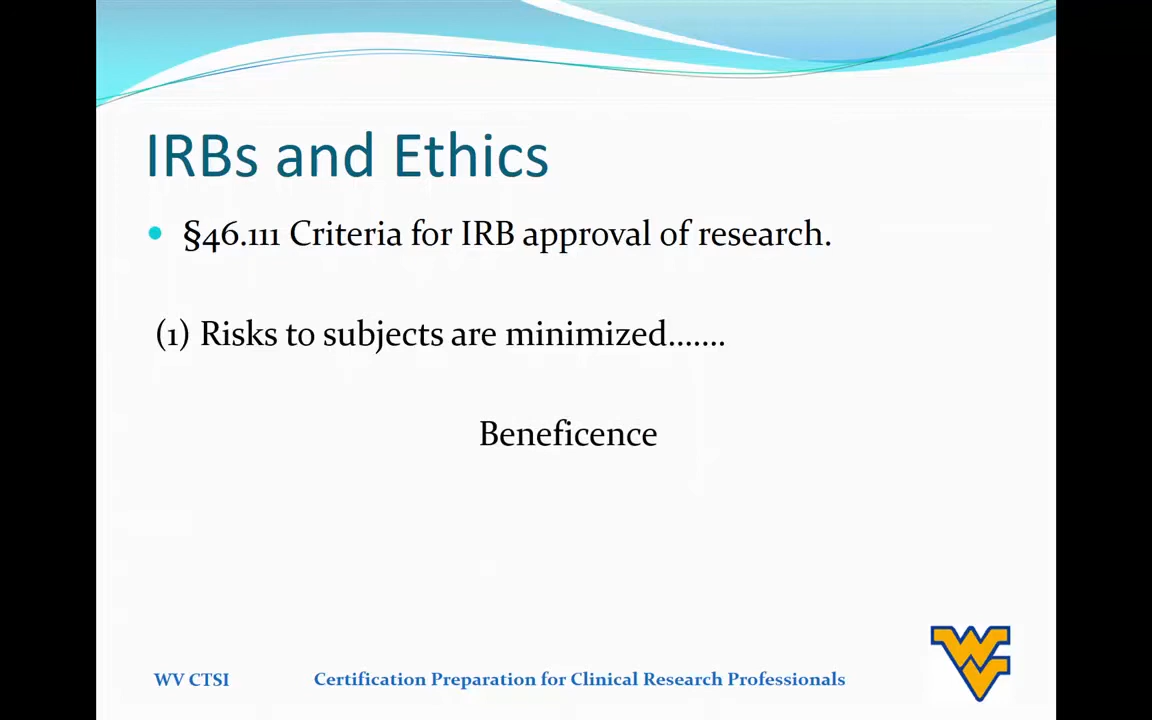 IRBs and Ethics
• §46.111 Criteria for IRB approval of research.
(1) Risks to subjects are minimized.......
Beneficence
WV CTSI
Certification Preparation for Clinical Research Professionals
WV